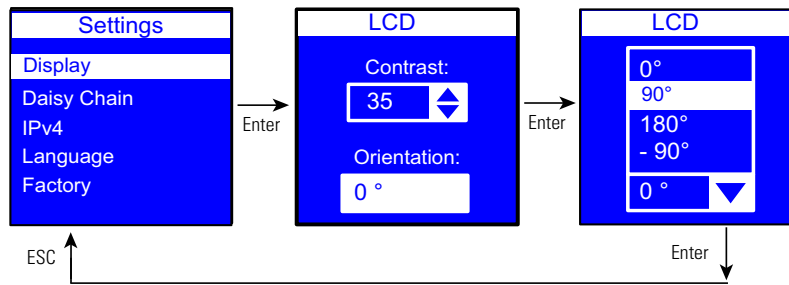 Settings
Display
Daisy Chain
IPv4
Language
Factory
Enter
LCD
Contrast:
35
Orientation:
0 °
Enter
LCD
0°
90°
180°
- 90°
0 °
Enter
ESC